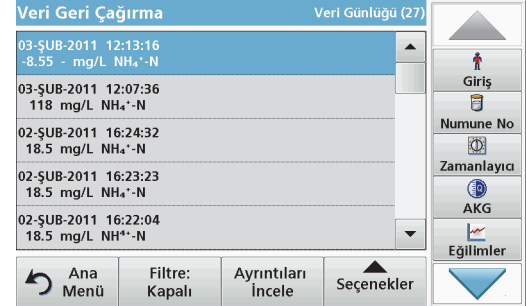 Veri Geri Çağırma
Veri Günlüğü (27)
03-ŞUB-2011 12:13:16
-8.55 - mg/L NH₄⁺-N
03-ŞUB-2011 12:07:36
118 mg/L NH₄⁺-N
02-ŞUB-2011 16:24:32
18.5 mg/L NH₄⁺-N
02-ŞUB-2011 16:23:23
18.5 mg/L NH₄⁺-N
02-ŞUB-2011 16:22:04
18.5 mg/L NH⁴⁺-N
Giriş
Numune No
Zamanlayıcı
AKG
Eğilimler
Ana
Menü
Filtre:
Kapalı
Ayrıntıları
İncele
Seçenekler